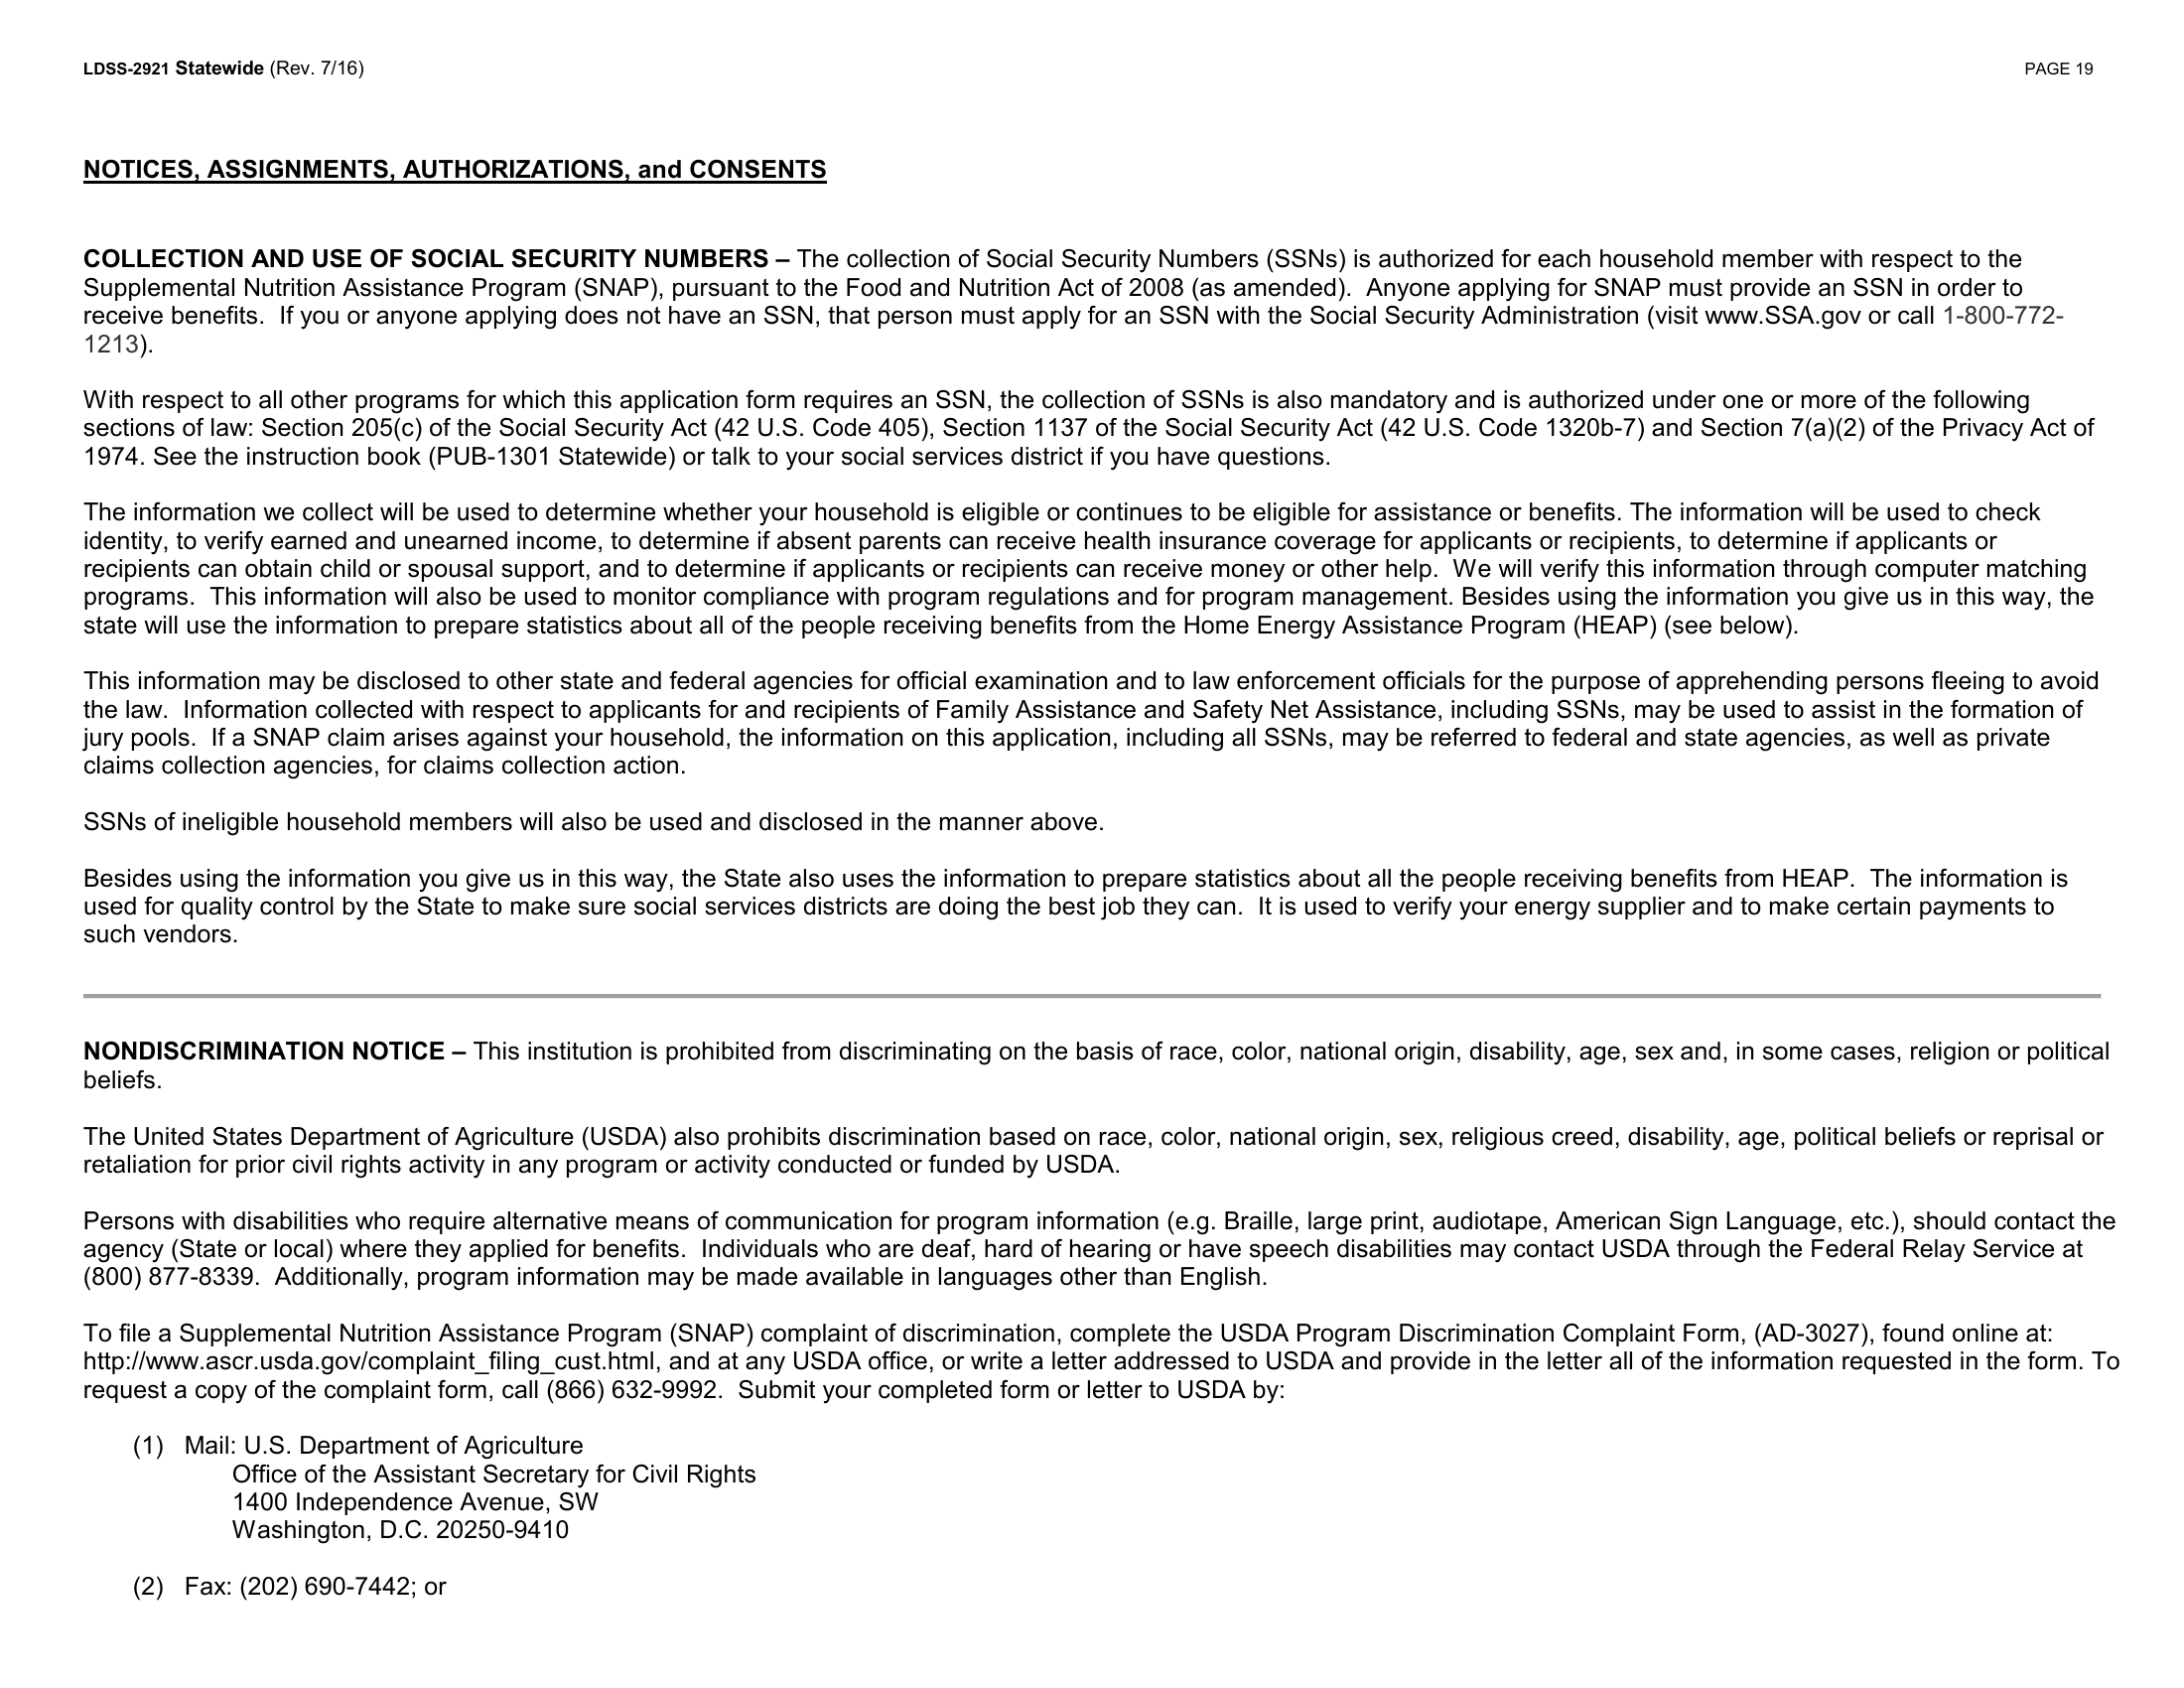 LDSS-2921 Statewide (Rev. 7/16) PAGE 19
NOTICES, ASSIGNMENTS, AUTHORIZATIONS, and CONSENTS
COLLECTION AND USE OF SOCIAL SECURITY NUMBERS – The collection of Social Security Numbers (SSNs) is authorized for each household member with respect to the
Supplemental Nutrition Assistance Program (SNAP), pursuant to the Food and Nutrition Act of 2008 (as amended).  Anyone applying for SNAP must provide an SSN in order to
receive benefits.  If you or anyone applying does not have an SSN, that person must apply for an SSN with the Social Security Administration (visit www.SSA.gov or call 1-800-772-
1213).
With respect to all other programs for which this application form requires an SSN, the collection of SSNs is also mandatory and is authorized under one or more of the following
sections of law: Section 205(c) of the Social Security Act (42 U.S. Code 405), Section 1137 of the Social Security Act (42 U.S. Code 1320b-7) and Section 7(a)(2) of the Privacy Act of
1974. See the instruction book (PUB-1301 Statewide) or talk to your social services district if you have questions.
The information we collect will be used to determine whether your household is eligible or continues to be eligible for assistance or benefits. The information will be used to check
identity, to verify earned and unearned income, to determine if absent parents can receive health insurance coverage for applicants or recipients, to determine if applicants or
recipients can obtain child or spousal support, and to determine if applicants or recipients can receive money or other help.  We will verify this information through computer matching
programs.  This information will also be used to monitor compliance with program regulations and for program management. Besides using the information you give us in this way, the
state will use the information to prepare statistics about all of the people receiving benefits from the Home Energy Assistance Program (HEAP) (see below).
This information may be disclosed to other state and federal agencies for official examination and to law enforcement officials for the purpose of apprehending persons fleeing to avoid
the law.  Information collected with respect to applicants for and recipients of Family Assistance and Safety Net Assistance, including SSNs, may be used to assist in the formation of
jury pools.  If a SNAP claim arises against your household, the information on this application, including all SSNs, may be referred to federal and state agencies, as well as private
claims collection agencies, for claims collection action.
SSNs of ineligible household members will also be used and disclosed in the manner above.
Besides using the information you give us in this way, the State also uses the information to prepare statistics about all the people receiving benefits from HEAP.  The information is
used for quality control by the State to make sure social services districts are doing the best job they can.  It is used to verify your energy supplier and to make certain payments to
such vendors.
NONDISCRIMINATION NOTICE – This institution is prohibited from discriminating on the basis of race, color, national origin, disability, age, sex and, in some cases, religion or political
beliefs.
The United States Department of Agriculture (USDA) also prohibits discrimination based on race, color, national origin, sex, religious creed, disability, age, political beliefs or reprisal or
retaliation for prior civil rights activity in any program or activity conducted or funded by USDA.
Persons with disabilities who require alternative means of communication for program information (e.g. Braille, large print, audiotape, American Sign Language, etc.), should contact the
agency (State or local) where they applied for benefits.  Individuals who are deaf, hard of hearing or have speech disabilities may contact USDA through the Federal Relay Service at
(800) 877-8339.  Additionally, program information may be made available in languages other than English.
To file a Supplemental Nutrition Assistance Program (SNAP) complaint of discrimination, complete the USDA Program Discrimination Complaint Form, (AD-3027), found online at:
http://www.ascr.usda.gov/complaint_filing_cust.html, and at any USDA office, or write a letter addressed to USDA and provide in the letter all of the information requested in the form. To
request a copy of the complaint form, call (866) 632-9992.  Submit your completed form or letter to USDA by:
(1) Mail: U.S. Department of Agriculture
Office of the Assistant Secretary for Civil Rights
1400 Independence Avenue, SW
Washington, D.C. 20250-9410
(2) Fax: (202) 690-7442; or